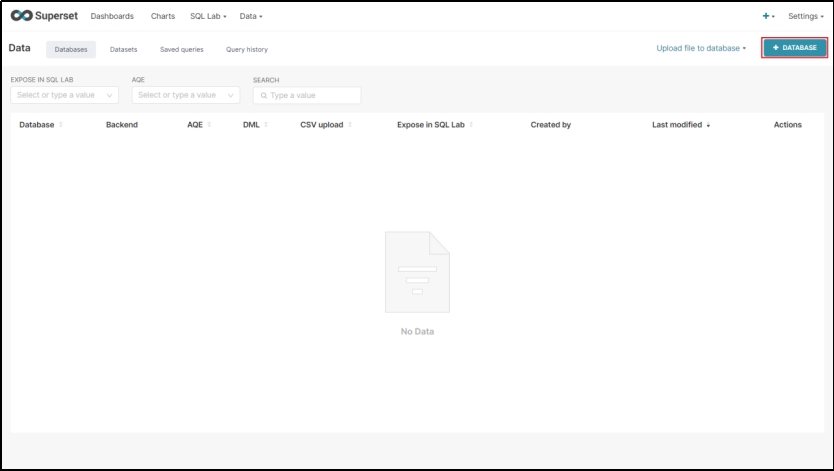 Superset Dashboards Charts SQL Lab Data + Settings
Data Databases Datasets Saved queries Query history Upload file to database + DATABASE
EXPOSE IN SQL LAB AQE SEARCH
Select or type a value Select or type a value Type a value
Database Backend AQE DML CSV upload Expose in SQL Lab Created by Last modified Actions
No Data